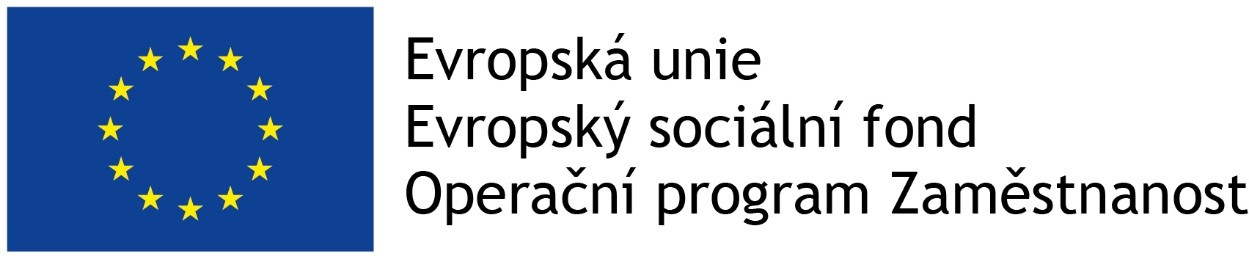 Evropská unie
Evropský sociální fond
Operační program Zaměstnanost